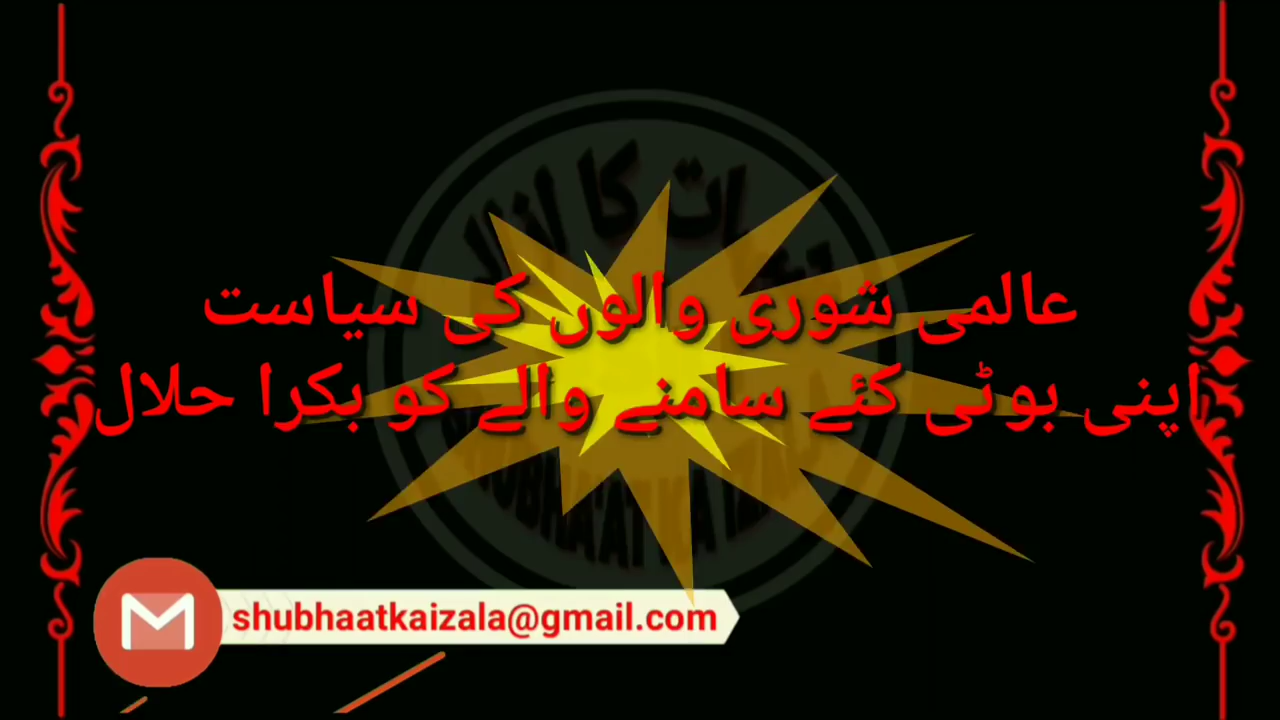 عالمی شوری والوں کی سیاست
اپنی بوٹی کئے سامنے والے کو بکرا حلال
shubhaatkaizala@gmail.com